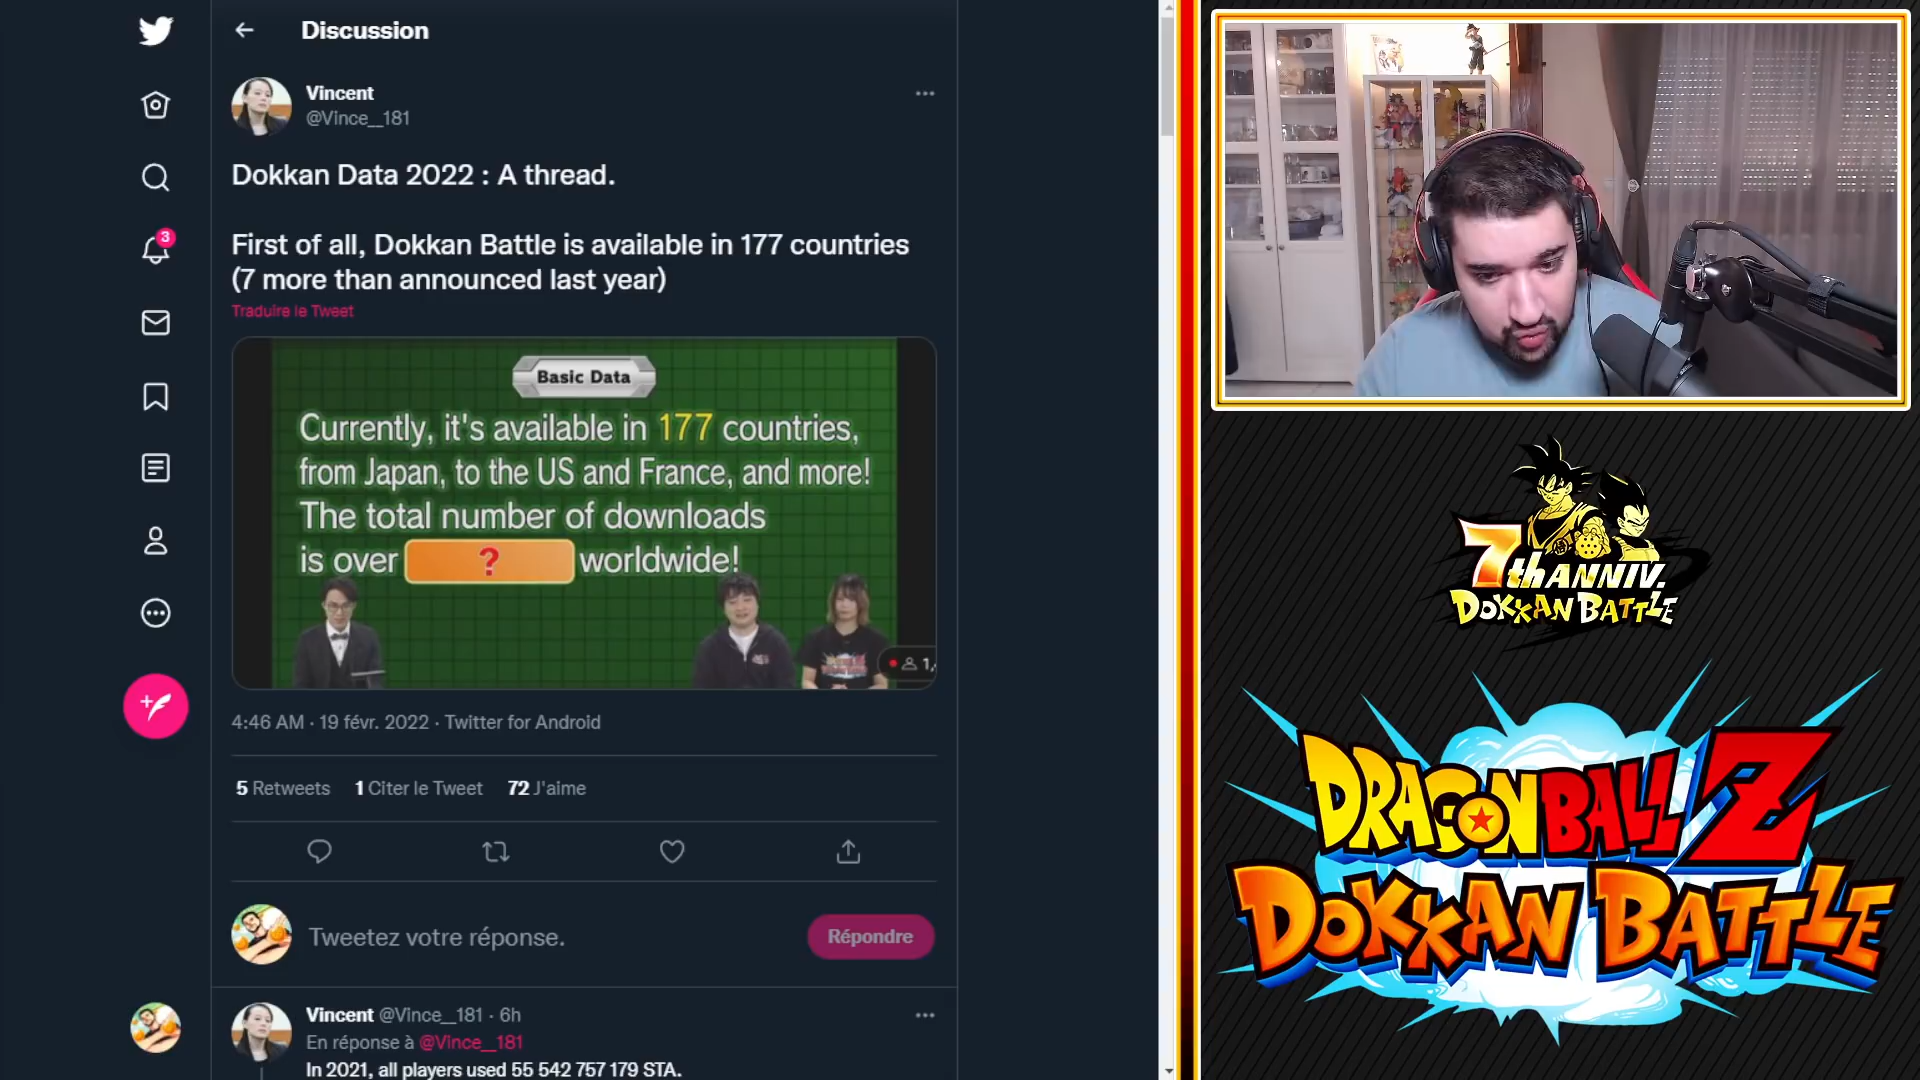 Discussion
Vincent
@Vince__181
Dokkan Data 2022 : A thread.
First of all, Dokkan Battle is available in 177 countries
(7 more than announced last year)
Traduire le Tweet
Basic Data
Currently, it's available in 177 countries,
from Japan, to the US and France, and more!
The total number of downloads
is over ? worldwide!
1,
4:46 AM · 19 févr. 2022 · Twitter for Android
5 Retweets 1 Citer le Tweet 72 J'aime
Tweetez votre réponse.
Répondre
Vincent @Vince__181 · 6h
En réponse à @Vince__181
In 2021, all players used 55 542 757 179 STA.
3
7th ANNIV.
DOKKAN BATTLE
DRAGON BALL Z
DOKKAN BATTLE